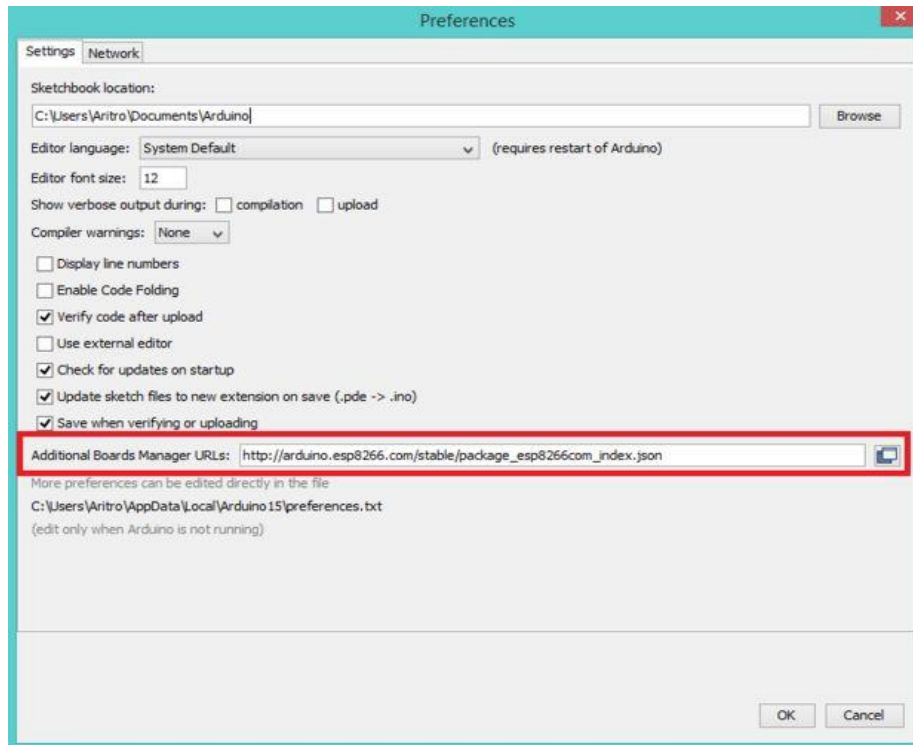 Preferences
Settings Network
Sketchbook location:
C:\Users\Aritro\Documents\Arduino
Browse
Editor language: System Default (requires restart of Arduino)
Editor font size: 12
Show verbose output during: compilation upload
Compiler warnings: None
Display line numbers
Enable Code Folding
Verify code after upload
Use external editor
Check for updates on startup
Update sketch files to new extension on save (.pde -> .ino)
Save when verifying or uploading
Additional Boards Manager URLs: http://arduino.esp8266.com/stable/package_esp8266com_index.json
More preferences can be edited directly in the file
C:\Users\Aritro\AppData\Local\Arduino15\preferences.txt
(edit only when Arduino is not running)
OK Cancel